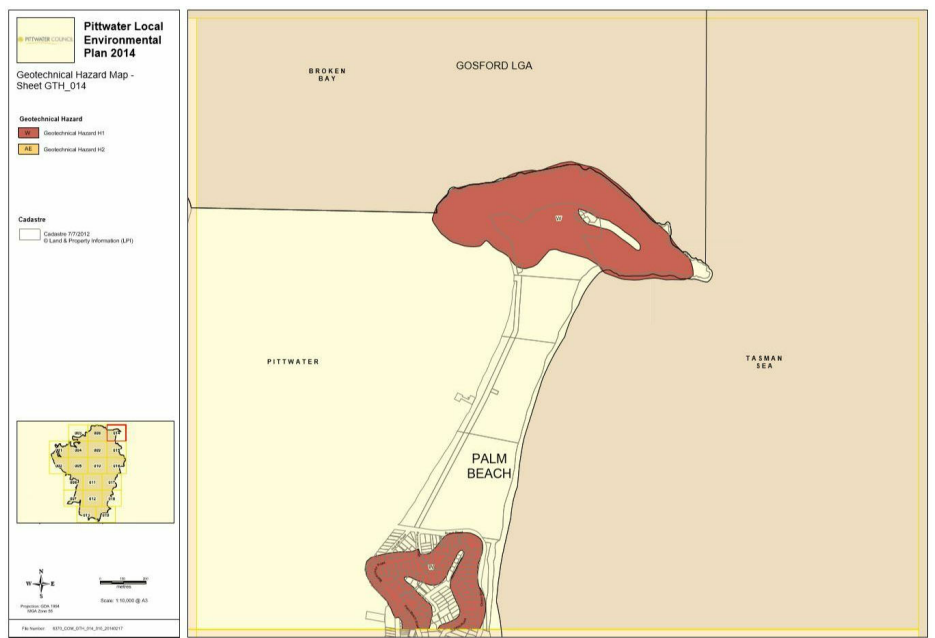 PITTWATER COUNCIL
Pittwater Local
Environmental
Plan 2014
Geotechnical Hazard Map -
Sheet GTH_014
Geotechnical Hazard
W Geotechnical Hazard H1
AE Geotechnical Hazard H2
Cadastre
Cadastre 7/7/2012
© Land & Property Information (LPI)
N
W E
S
metres
Projection: GDA 1994
MGA Zone 56
Scale: 1:10,000 @ A3
File Number:
BROKEN
BAY
GOSFORD LGA
W
PITTWATER
TASMAN
SEA
PALM
BEACH
W